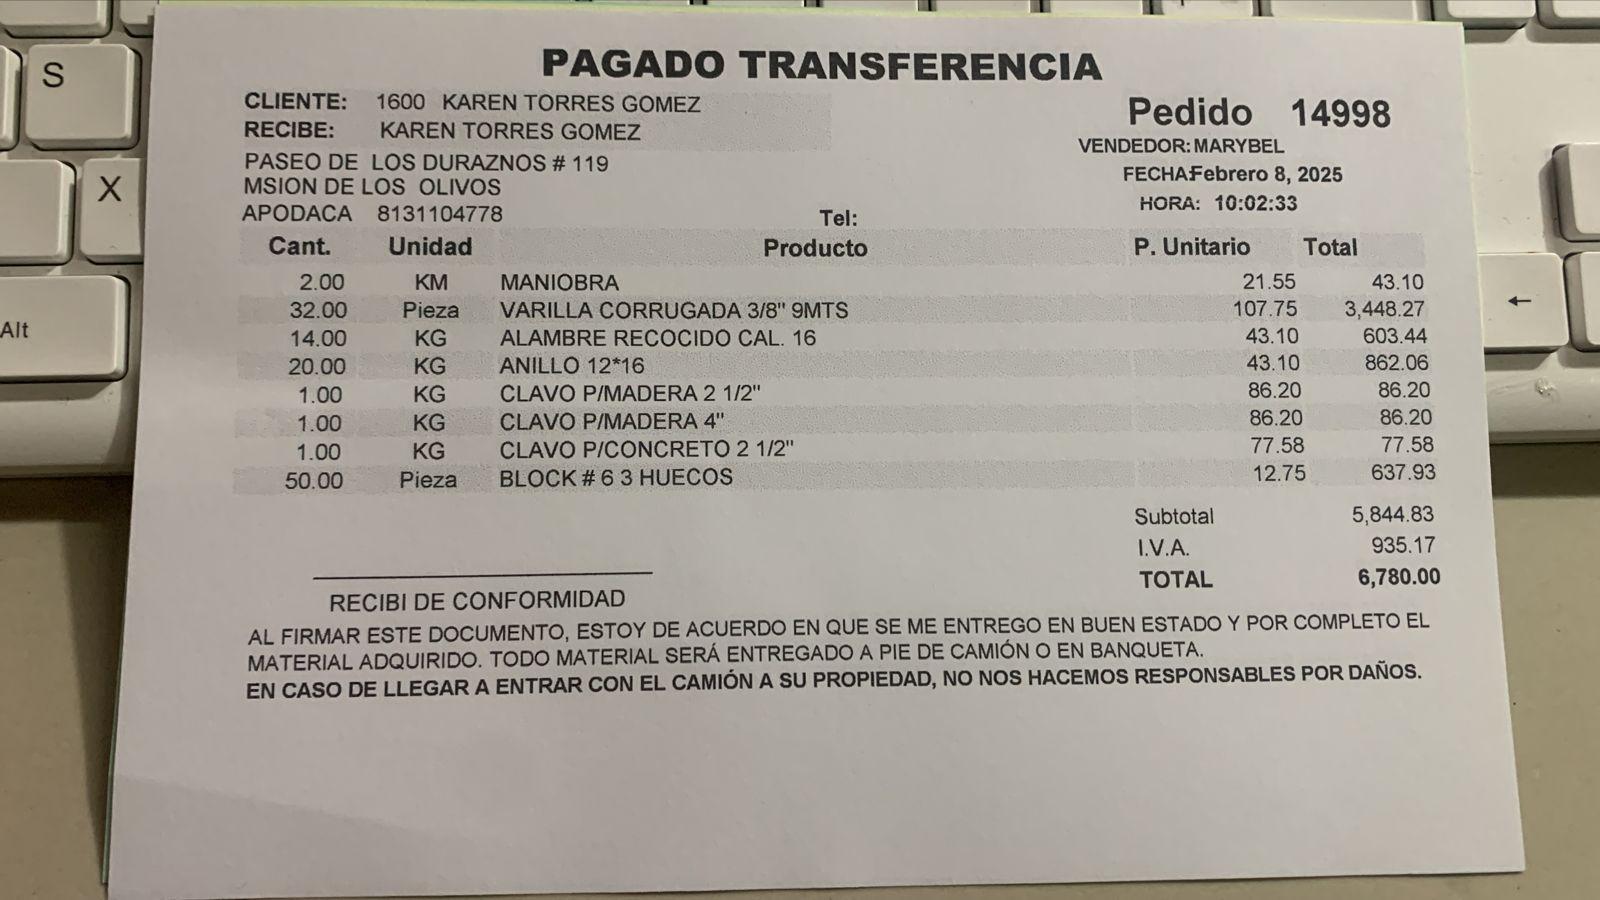 PAGADO TRANSFERENCIA
CLIENTE: 1600 KAREN TORRES GOMEZ
RECIBE: KAREN TORRES GOMEZ
Pedido 14998
PASEO DE LOS DURAZNOS # 119
VENDEDOR: MARYBEL
MSION DE LOS OLIVOS
FECHA: Febrero 8, 2025
APODACA 8131104778
Tel:
HORA: 10:02:33
Cant. Unidad Producto P. Unitario Total
2.00 KM MANIOBRA 21.55 43.10
32.00 Pieza VARILLA CORRUGADA 3/8" 9MTS 107.75 3,448.27
14.00 KG ALAMBRE RECOCIDO CAL. 16 43.10 603.44
20.00 KG ANILLO 12*16 43.10 862.06
1.00 KG CLAVO P/MADERA 2 1/2" 86.20 86.20
1.00 KG CLAVO P/MADERA 4" 86.20 86.20
1.00 KG CLAVO P/CONCRETO 2 1/2" 77.58 77.58
50.00 Pieza BLOCK # 6 3 HUECOS 12.75 637.93
Subtotal 5,844.83
I.V.A. 935.17
TOTAL 6,780.00
RECIBI DE CONFORMIDAD
AL FIRMAR ESTE DOCUMENTO, ESTOY DE ACUERDO EN QUE SE ME ENTREGO EN BUEN ESTADO Y POR COMPLETO EL
MATERIAL ADQUIRIDO. TODO MATERIAL SERÁ ENTREGADO A PIE DE CAMIÓN O EN BANQUETA.
EN CASO DE LLEGAR A ENTRAR CON EL CAMIÓN A SU PROPIEDAD, NO NOS HACEMOS RESPONSABLES POR DAÑOS.
S
X
Alt
←